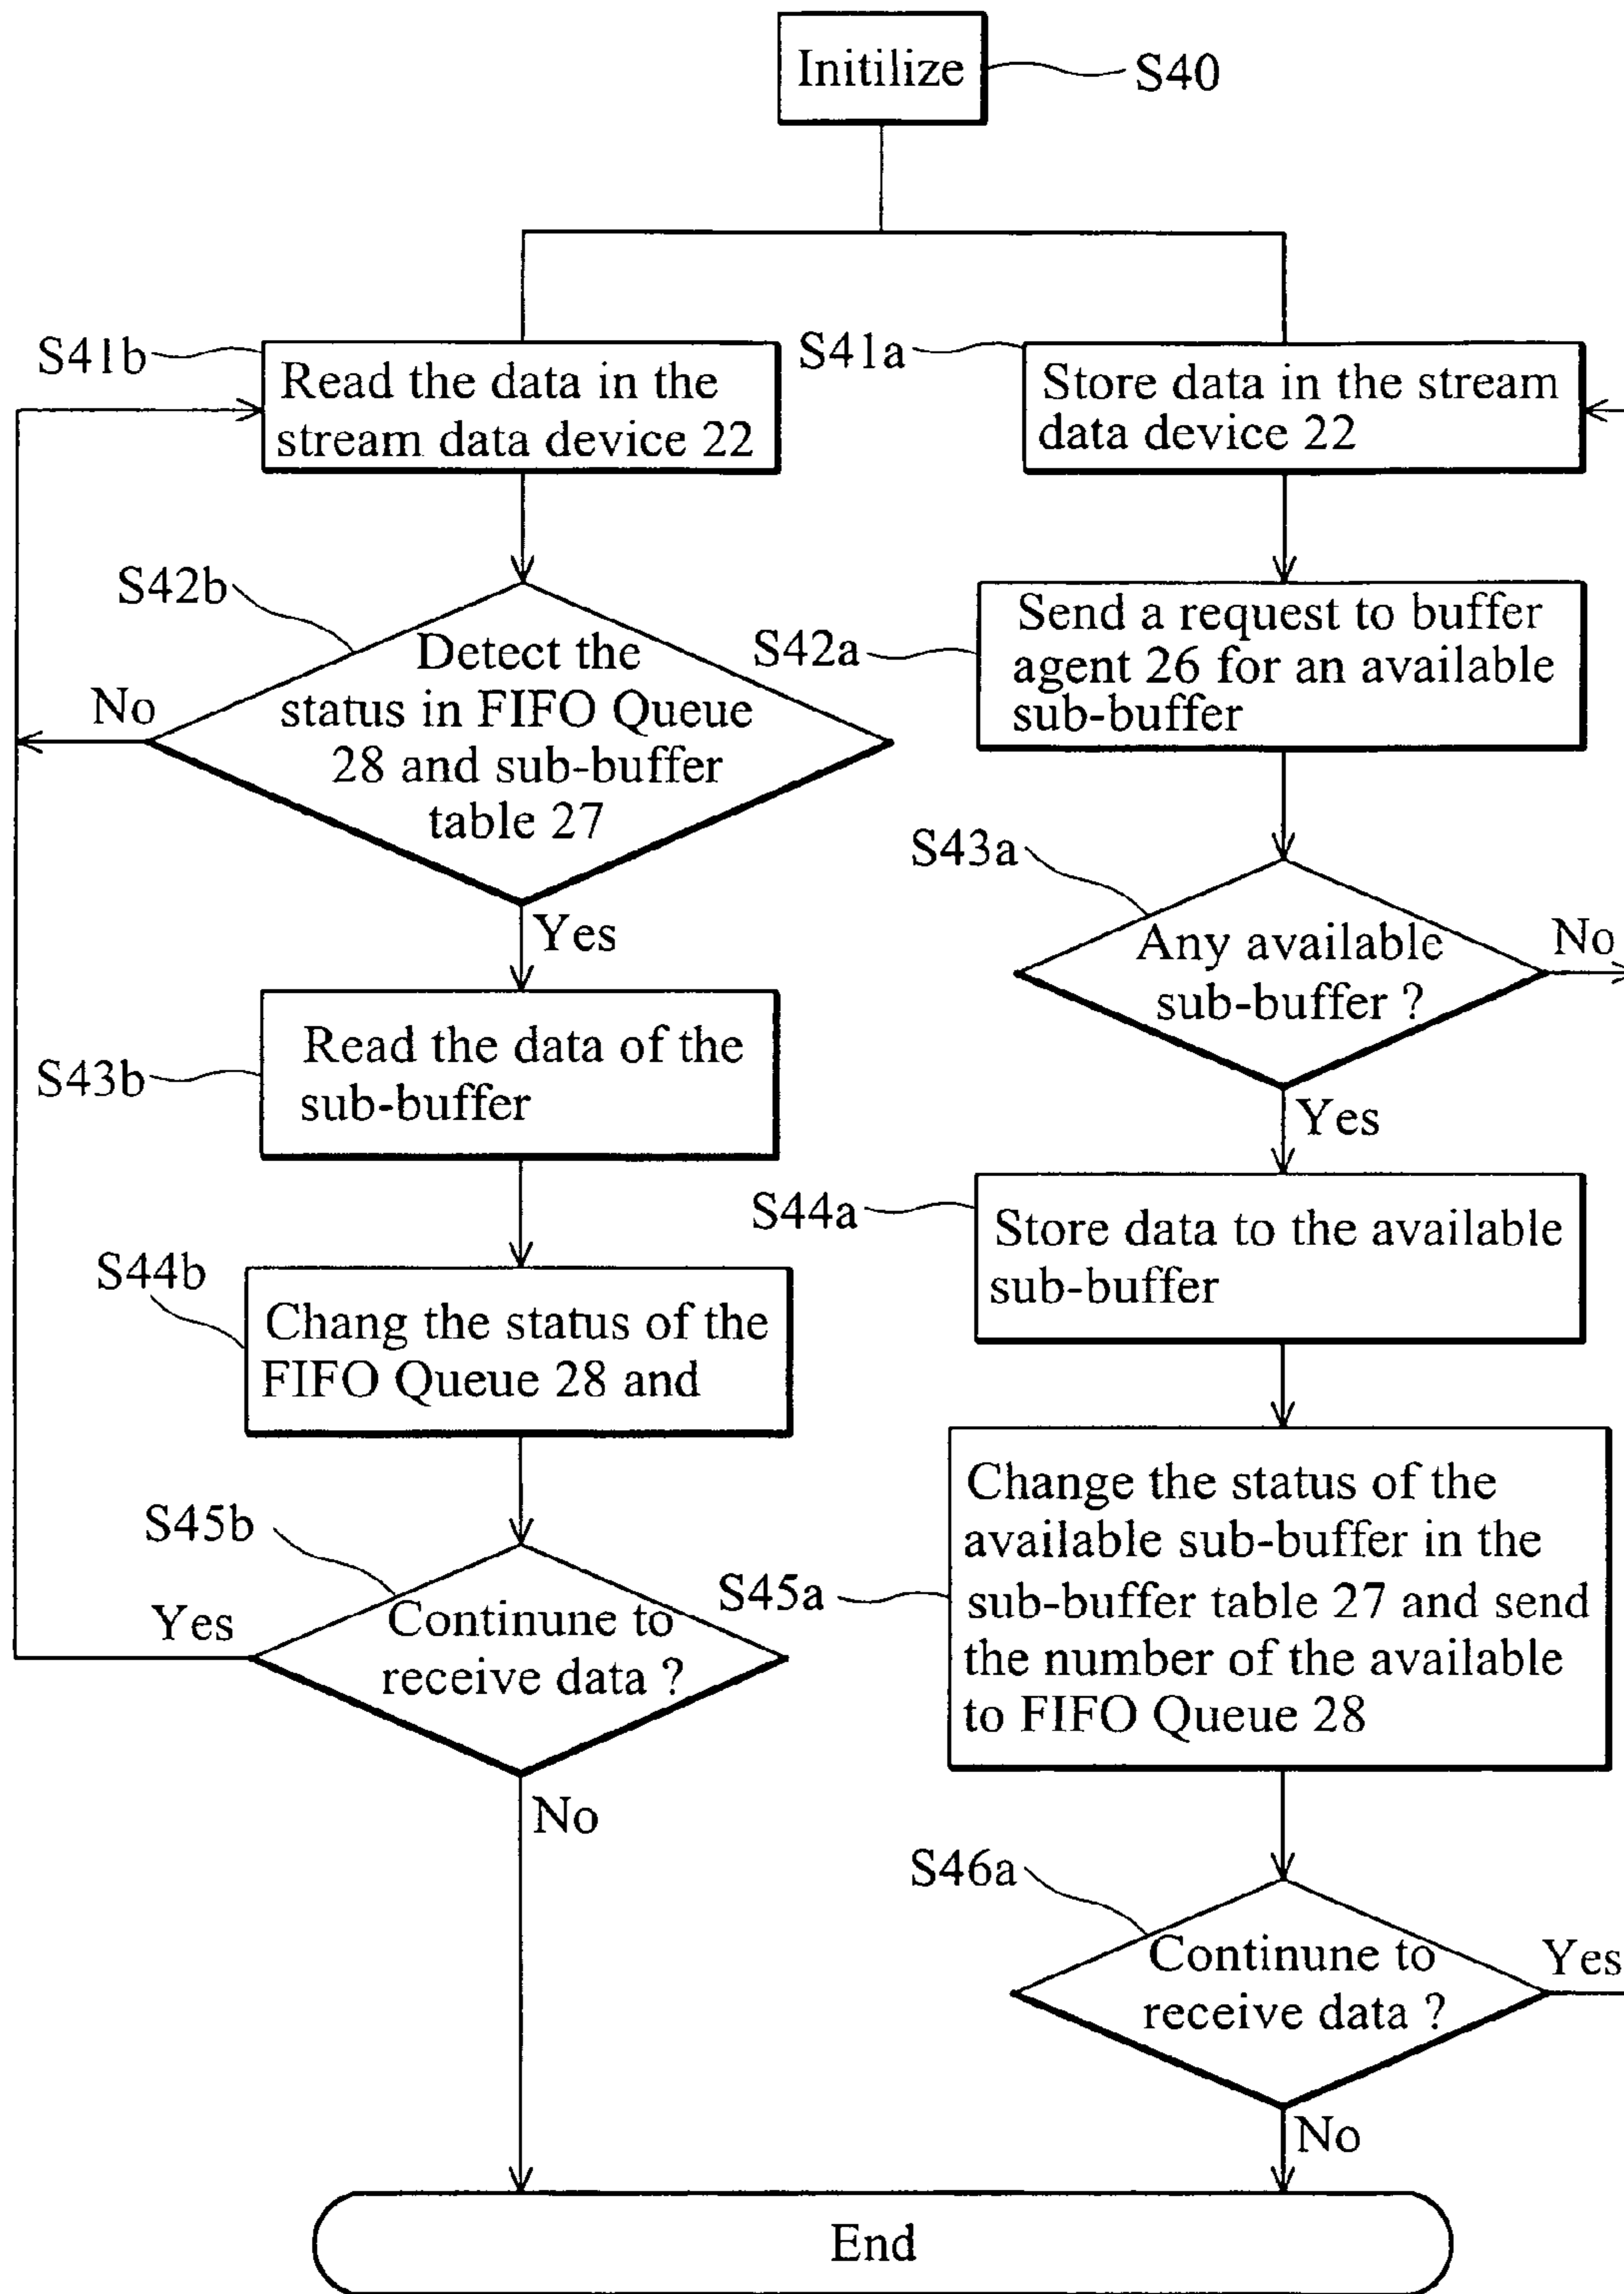 Initilize
S40
S41b
Read the data in the
stream data device 22
S41a
Store data in the stream
data device 22
S42b
Detect the
status in FIFO Queue
28 and sub-buffer
table 27
No
Yes
S42a
Send a request to buffer
agent 26 for an available
sub-buffer
S43a
Any available
sub-buffer ?
No
Yes
S43b
Read the data of the
sub-buffer
S44a
Store data to the available
sub-buffer
S44b
Chang the status of the
FIFO Queue 28 and
S45a
Change the status of the
available sub-buffer in the
sub-buffer table 27 and send
the number of the available
to FIFO Queue 28
S45b
Continune to
receive data ?
Yes
No
S46a
Continune to
receive data ?
Yes
No
End